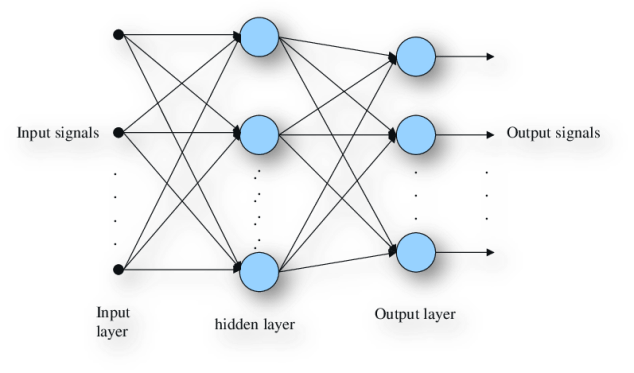 Input signals
Output signals
Input
layer
hidden layer
Output layer